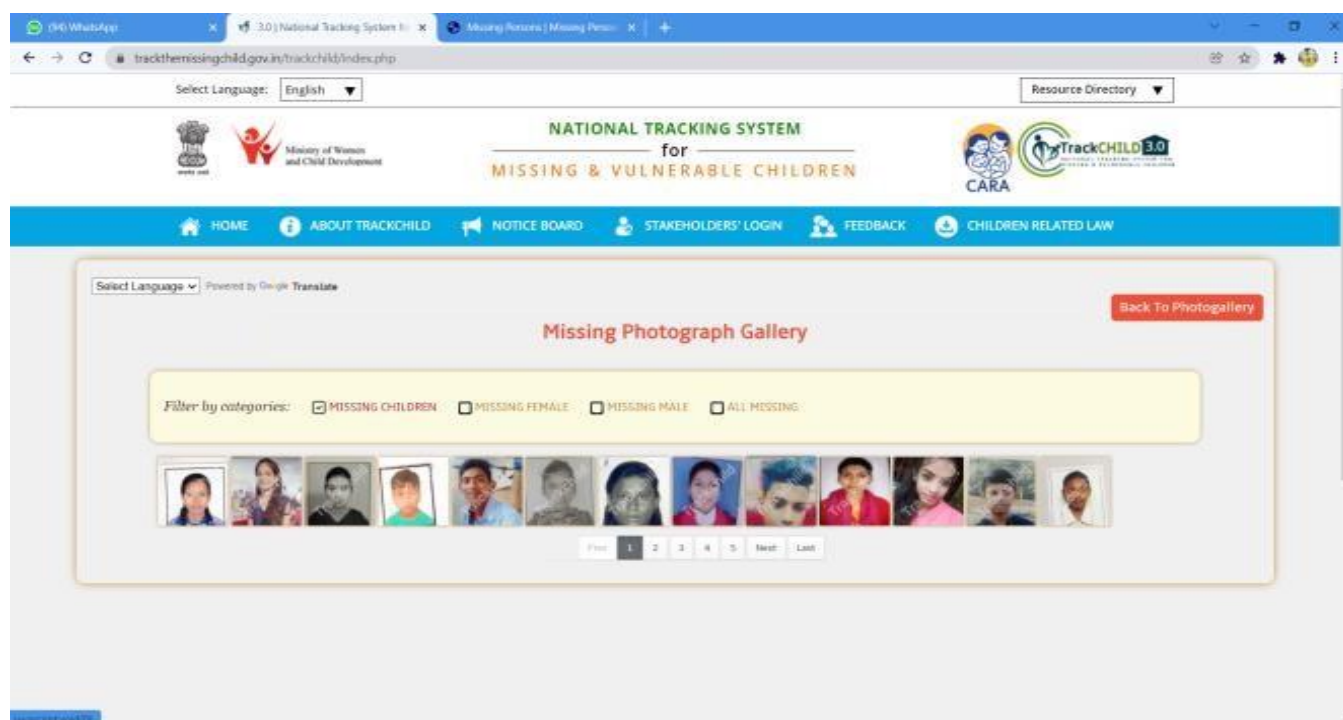 (94) WhatsApp
3.0 | National Tracking System
Missing Persons | Missing Person
trackthemissingchild.gov.in/trackchild/index.php
Select Language: English ▼
Resource Directory ▼
Ministry of Women
and Child Development
NATIONAL TRACKING SYSTEM
for
MISSING & VULNERABLE CHILDREN
CARA
TrackCHILD 3.0
HOME
ABOUT TRACKCHILD
NOTICE BOARD
STAKEHOLDERS' LOGIN
FEEDBACK
CHILDREN RELATED LAW
Select Language
Powered by Google Translate
Back To Photogallery
Missing Photograph Gallery
Filter by categories: MISSING CHILDREN MISSING FEMALE MISSING MALE ALL MISSING
1 2 3 4 5 Next Last